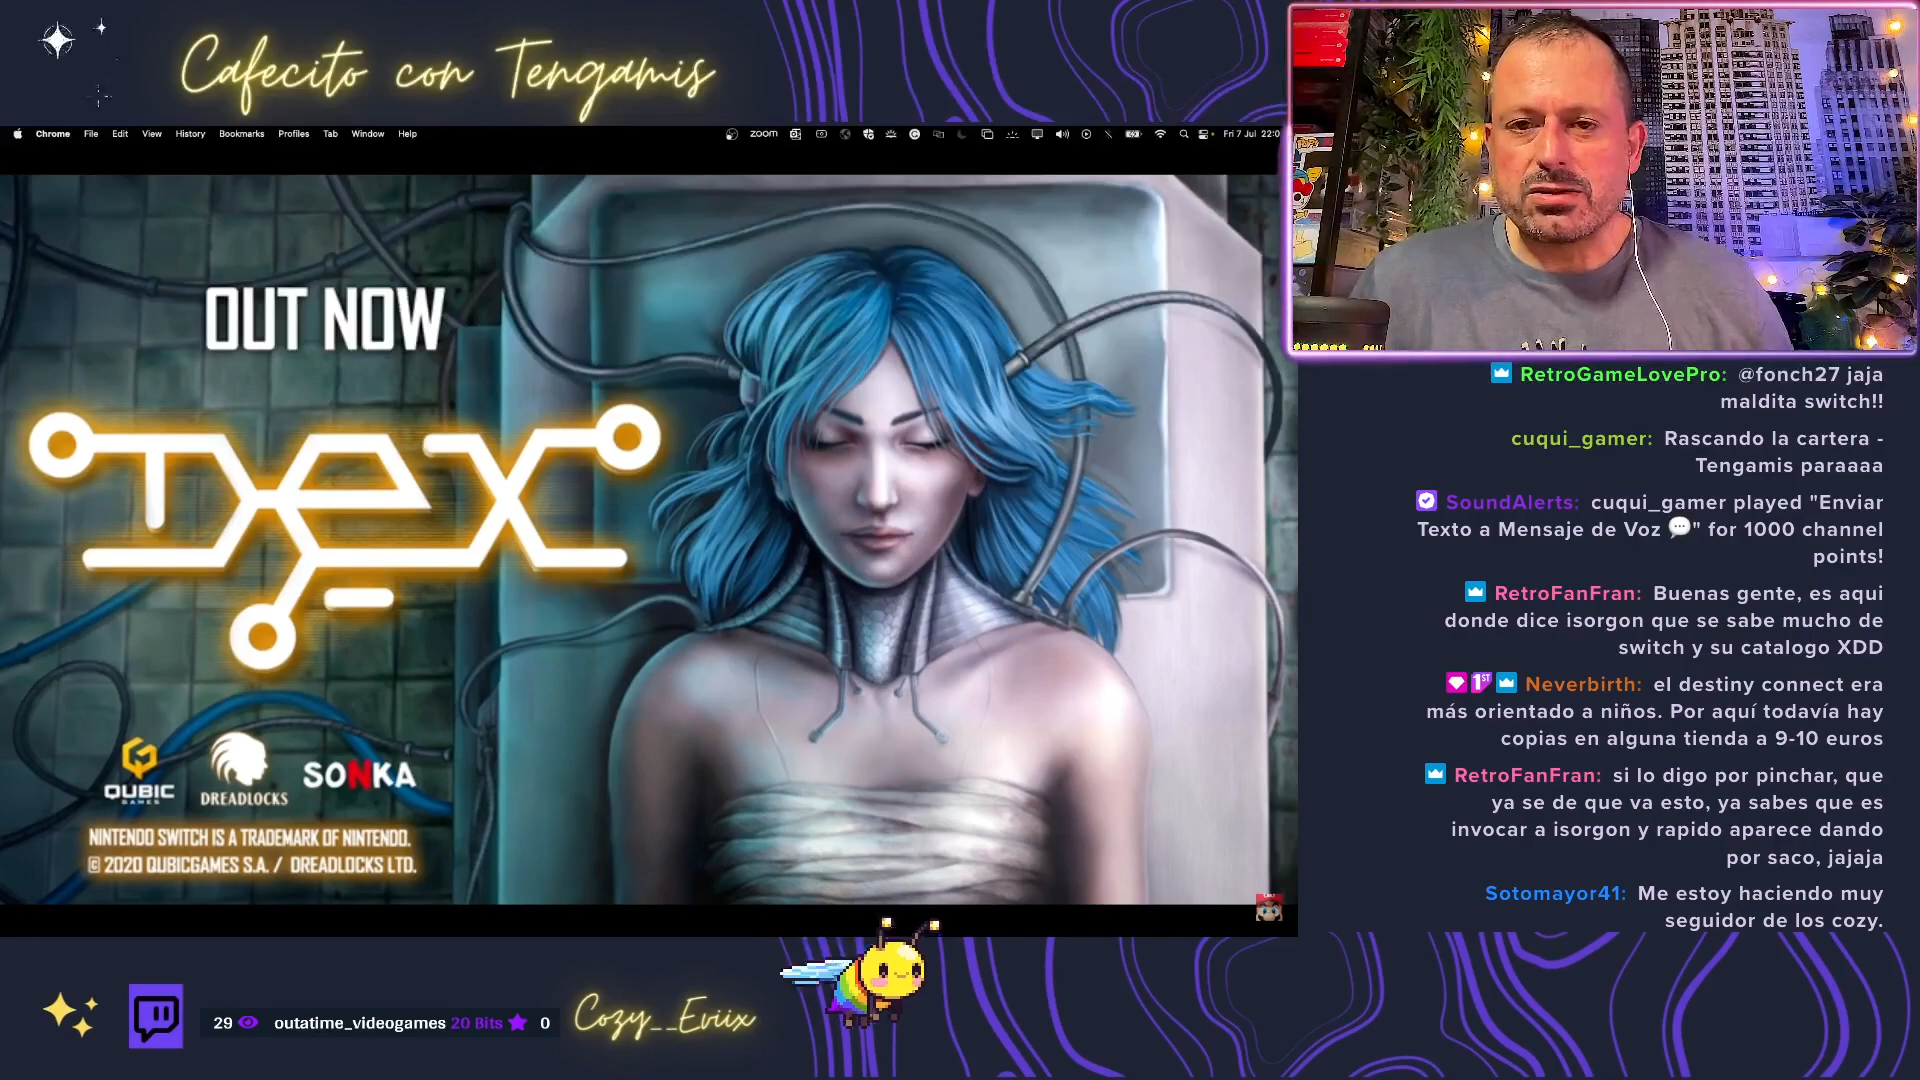 Cafecito con Tengamis
Chrome File Edit View History Bookmarks Profiles Tab Window Help
zoom Fri 7 Jul 22:0
OUT NOW
DEX
QUBIC
GAMES
DREADLOCKS
SONKA
NINTENDO SWITCH IS A TRADEMARK OF NINTENDO.
© 2020 QUBICGAMES S.A. / DREADLOCKS LTD.
RetroGameLovePro: @fonch27 jaja
maldita switch!!
cuqui_gamer: Rascando la cartera -
Tengamis paraaaa
SoundAlerts: cuqui_gamer played "Enviar
Texto a Mensaje de Voz 💬" for 1000 channel
points!
RetroFanFran: Buenas gente, es aqui
donde dice isorgon que se sabe mucho de
switch y su catalogo XDD
1ST Neverbirth: el destiny connect era
más orientado a niños. Por aquí todavía hay
copias en alguna tienda a 9-10 euros
RetroFanFran: si lo digo por pinchar, que
ya se de que va esto, ya sabes que es
invocar a isorgon y rapido aparece dando
por saco, jajaja
Sotomayor41: Me estoy haciendo muy
seguidor de los cozy.
29 outatime_videogames 20 Bits 0
Cozy__Eviix